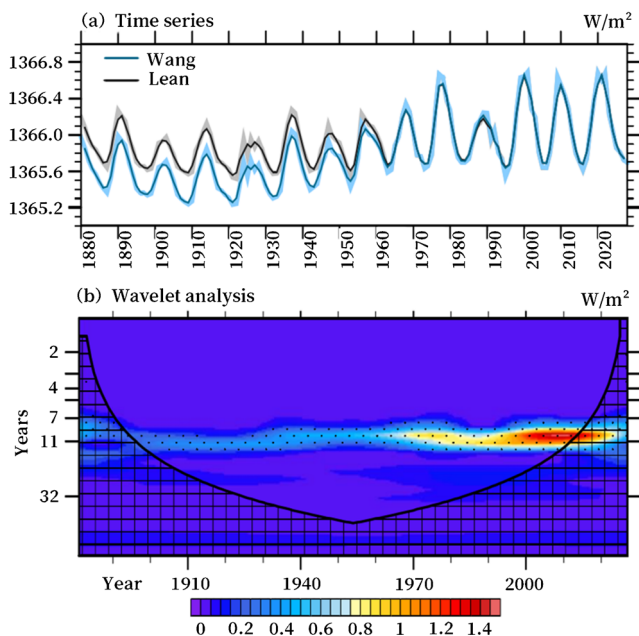 (a) Time series W/m²
1366.8
1366.4
1366.0
1365.6
1365.2
Wang
Lean
1880 1890 1900 1910 1920 1930 1940 1950 1960 1970 1980 1990 2000 2010 2020
(b) Wavelet analysis W/m²
Years
2
4
7
11
32
Year 1910 1940 1970 2000
0 0.2 0.4 0.6 0.8 1 1.2 1.4